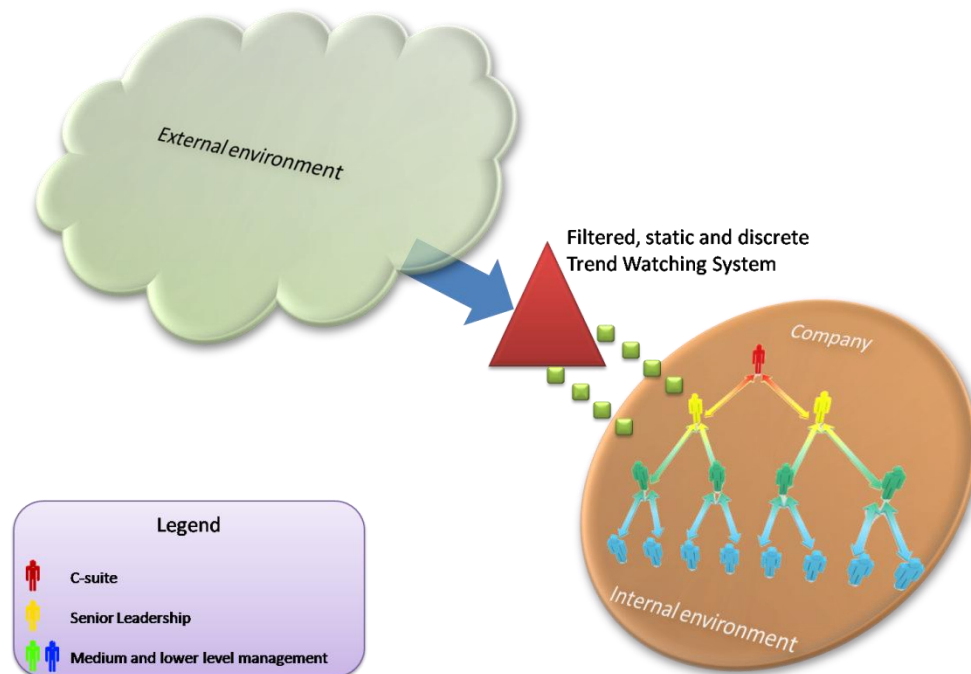 External environment
Filtered, static and discrete
Trend Watching System
Company
Internal environment
Legend
C-suite
Senior Leadership
Medium and lower level management